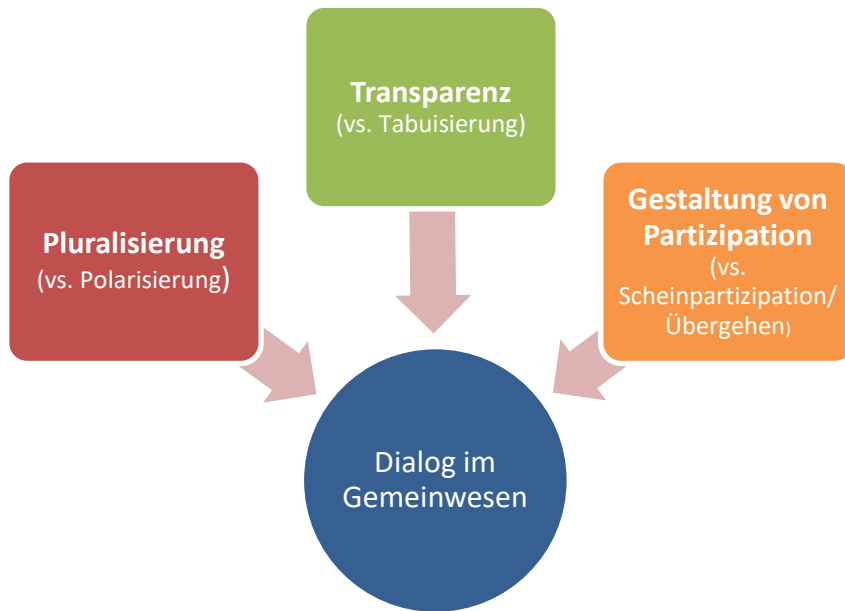 Transparenz
(vs. Tabuisierung)
Pluralisierung
(vs. Polarisierung)
Gestaltung von
Partizipation
(vs.
Scheinpartizipation/
Übergehen)
Dialog im
Gemeinwesen